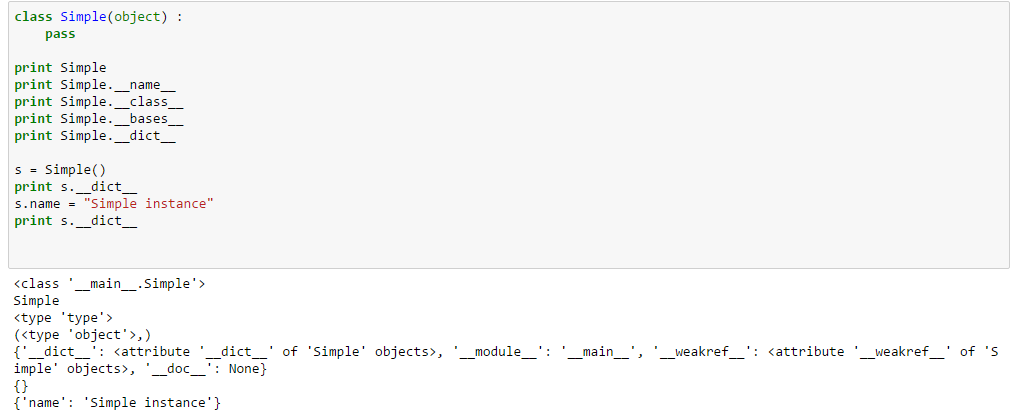 class Simple(object) :
    pass

print Simple
print Simple.__name__
print Simple.__class__
print Simple.__bases__
print Simple.__dict__

s = Simple()
print s.__dict__
s.name = "Simple instance"
print s.__dict__

<class '__main__.Simple'>
Simple
<type 'type'>
(<type 'object'>,)
{'__dict__': <attribute '__dict__' of 'Simple' objects>, '__module__': '__main__', '__weakref__': <attribute '__weakref__' of 'S
imple' objects>, '__doc__': None}
{}
{'name': 'Simple instance'}